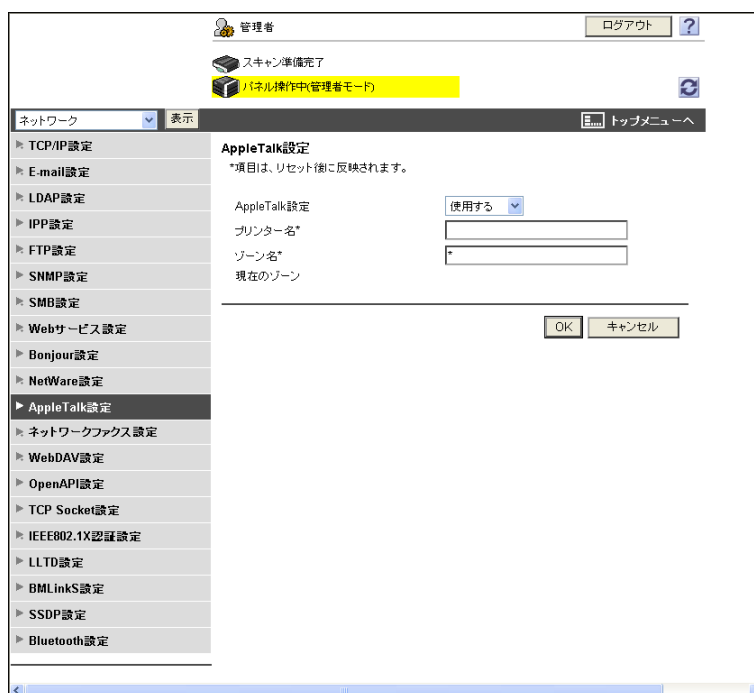 管理者
ログアウト
?
スキャン準備完了
パネル操作中(管理者モード)
ネットワーク
表示
トップメニューへ
TCP/IP設定
E-mail設定
LDAP設定
IPP設定
FTP設定
SNMP設定
SMB設定
Webサービス設定
Bonjour設定
NetWare設定
AppleTalk設定
ネットワークファクス設定
WebDAV設定
OpenAPI設定
TCP Socket設定
IEEE802.1X認証設定
LLTD設定
BMLinkS設定
SSDP設定
Bluetooth設定
AppleTalk設定
*項目は、リセット後に反映されます。
AppleTalk設定 使用する
プリンター名*
ゾーン名* *
現在のゾーン
OK キャンセル